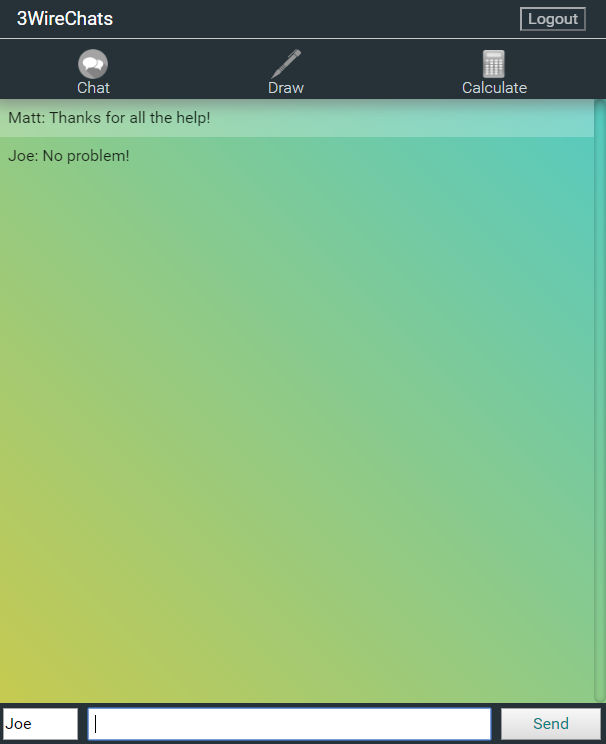 3WireChats Logout
Chat Draw Calculate
Matt: Thanks for all the help!
Joe: No problem!
Joe Send